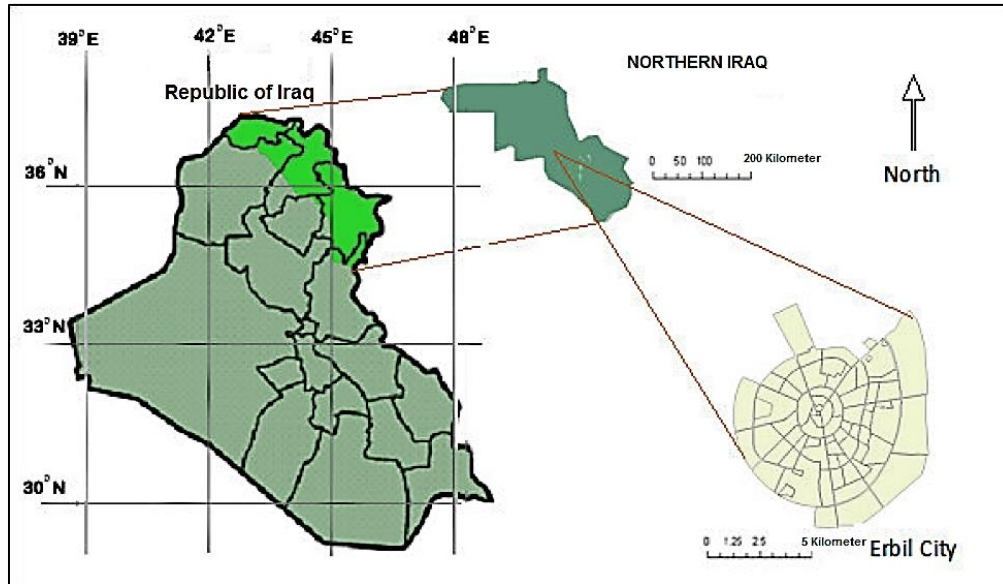 39°E 42°E 45°E 48°E
Republic of Iraq
NORTHERN IRAQ
36°N
33°N
30°N
0 50 100 200 Kilometer
North
0 1.25 2.5 5 Kilometer
Erbil City